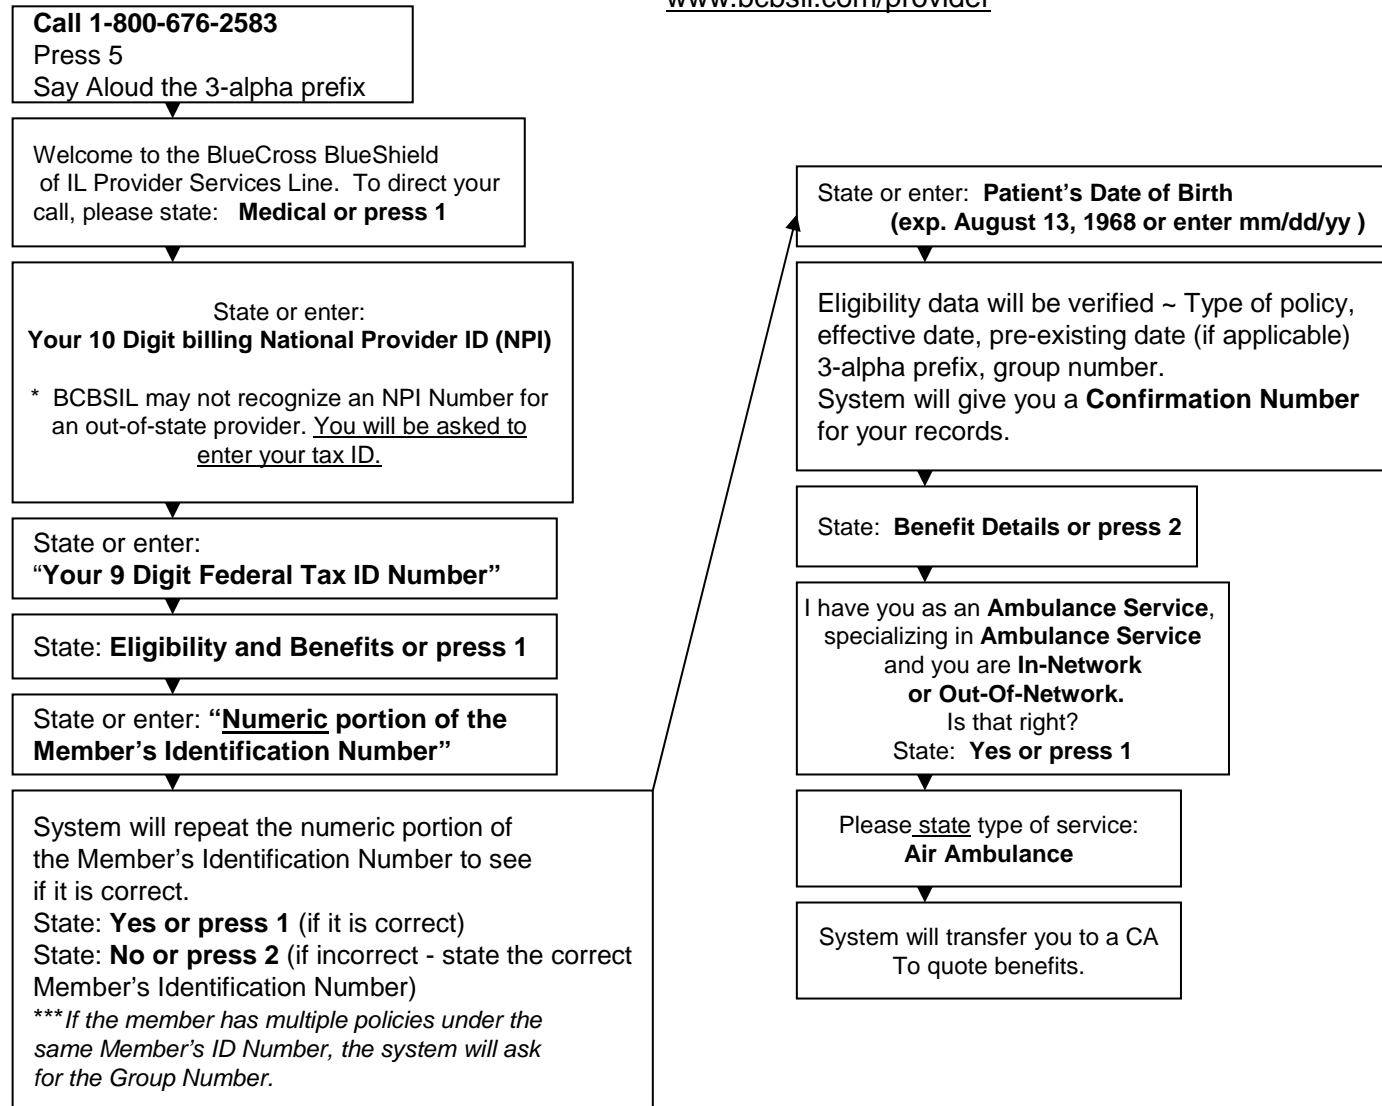 www.bcbsil.com/provider
Call 1-800-676-2583
Press 5
Say Aloud the 3-alpha prefix
Welcome to the BlueCross BlueShield
of IL Provider Services Line. To direct your
call, please state: Medical or press 1
State or enter:
Your 10 Digit billing National Provider ID (NPI)
* BCBSIL may not recognize an NPI Number for
an out-of-state provider. You will be asked to
enter your tax ID.
State or enter:
“Your 9 Digit Federal Tax ID Number”
State: Eligibility and Benefits or press 1
State or enter: “Numeric portion of the
Member’s Identification Number”
System will repeat the numeric portion of
the Member’s Identification Number to see
if it is correct.
State: Yes or press 1 (if it is correct)
State: No or press 2 (if incorrect - state the correct
Member’s Identification Number)
***If the member has multiple policies under the
same Member’s ID Number, the system will ask
for the Group Number.
State or enter: Patient’s Date of Birth
(exp. August 13, 1968 or enter mm/dd/yy )
Eligibility data will be verified ~ Type of policy,
effective date, pre-existing date (if applicable)
3-alpha prefix, group number.
System will give you a Confirmation Number
for your records.
State: Benefit Details or press 2
I have you as an Ambulance Service,
specializing in Ambulance Service
and you are In-Network
or Out-Of-Network.
Is that right?
State: Yes or press 1
Please state type of service:
Air Ambulance
System will transfer you to a CA
To quote benefits.